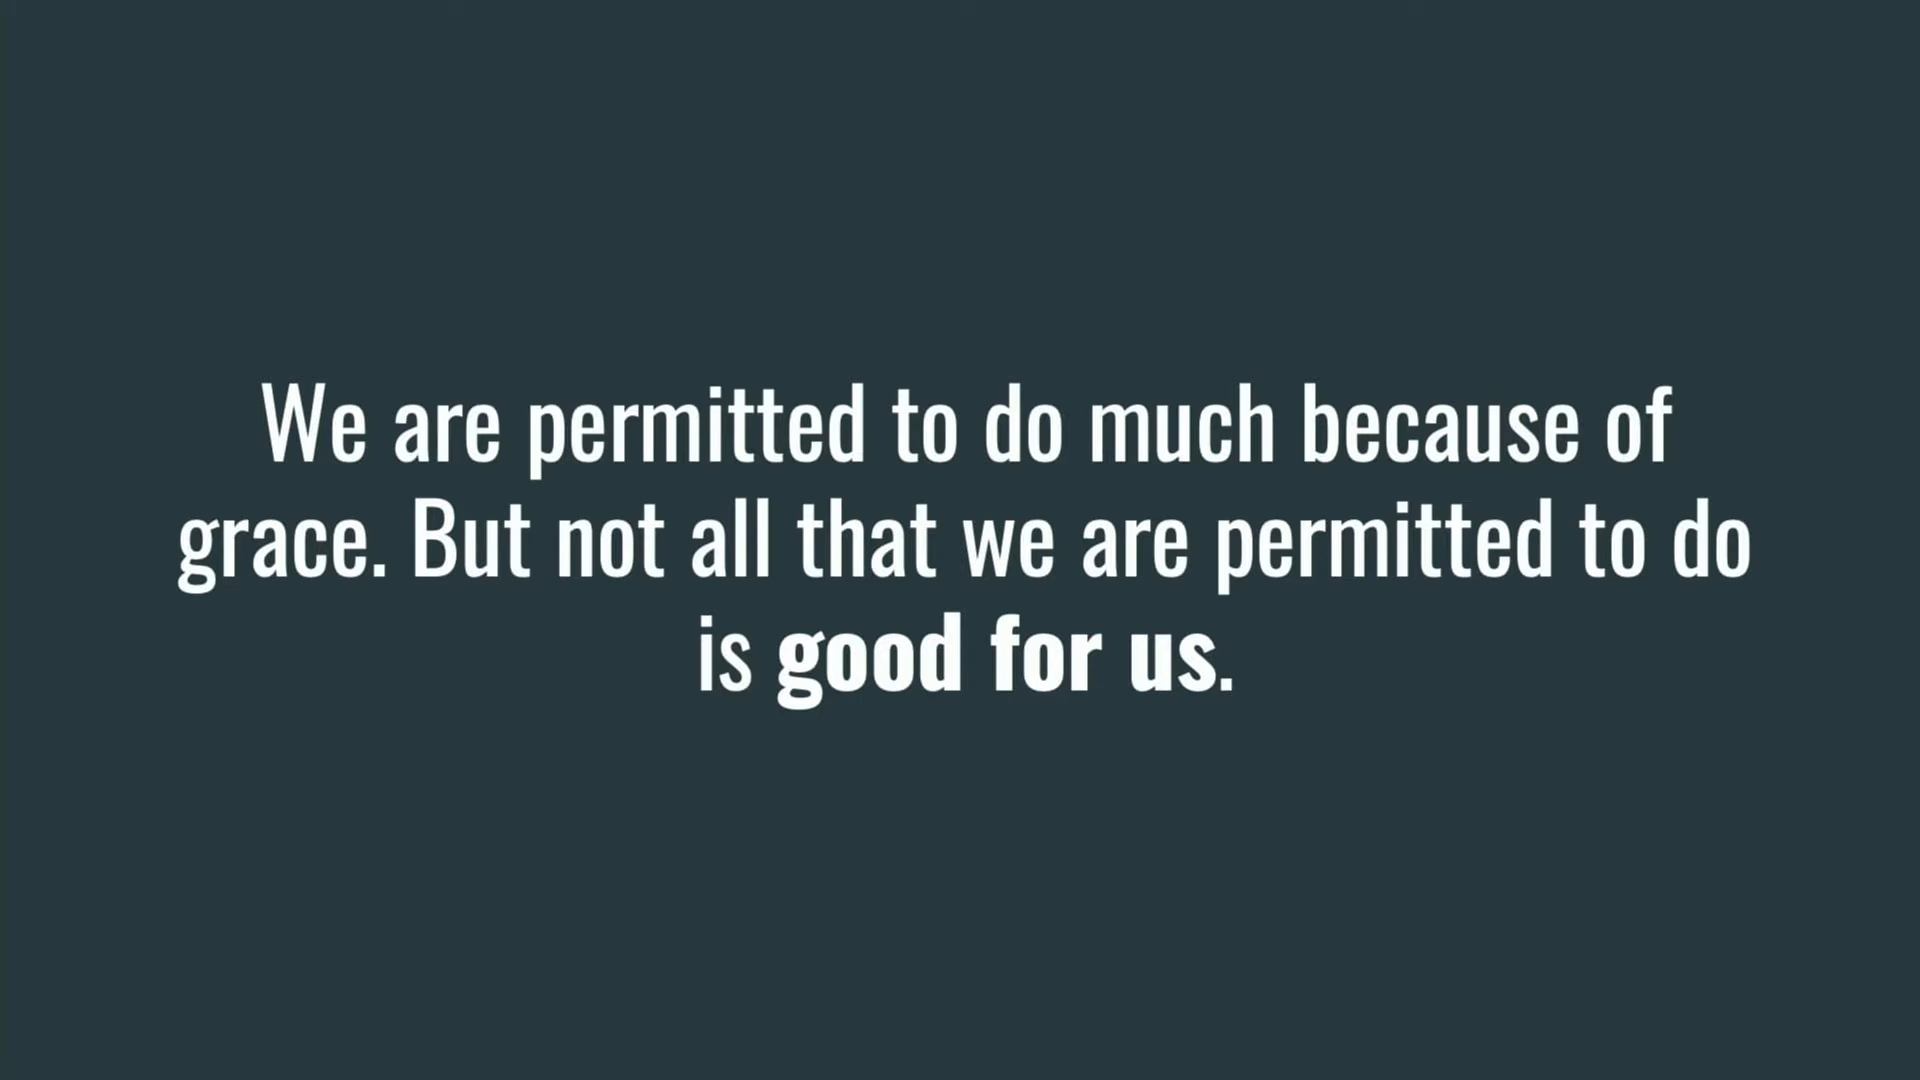 We are permitted to do much because of
grace. But not all that we are permitted to do
is good for us.